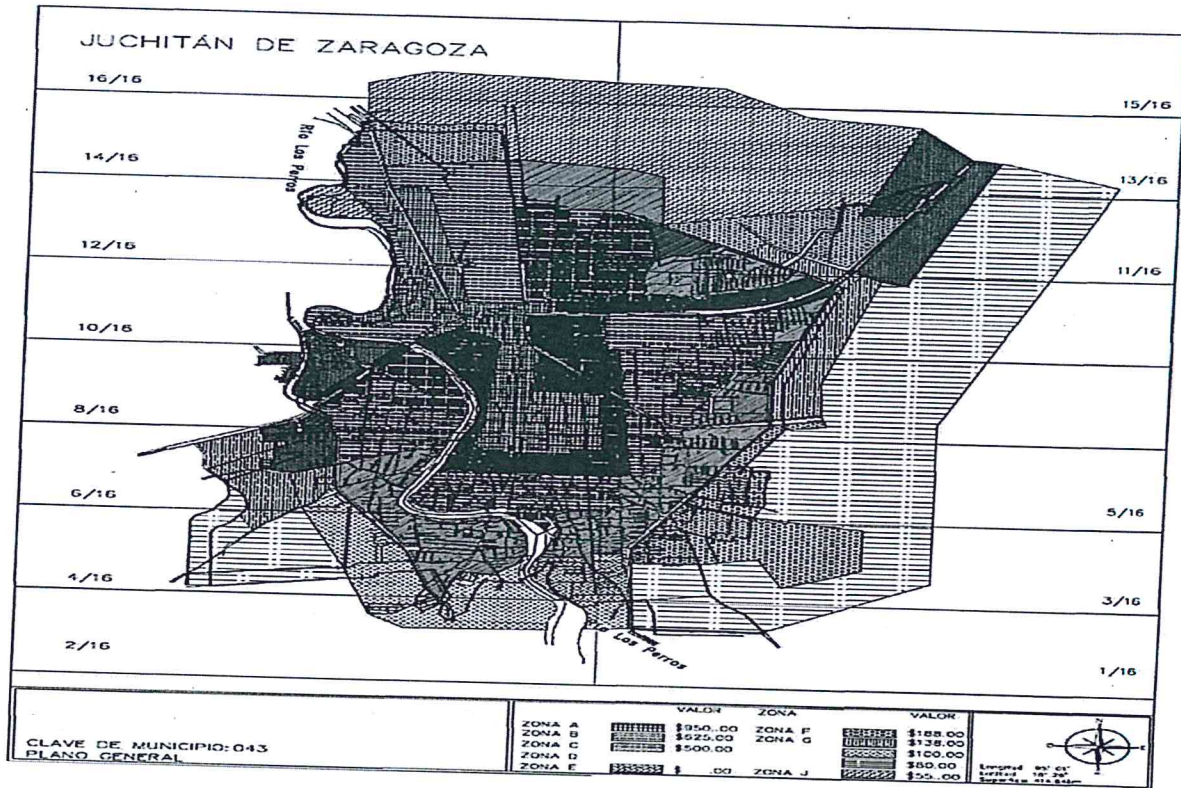 JUCHITÁN DE ZARAGOZA
16/16
15/16
Río Los Perros
14/16
13/16
12/16
11/16
10/16
8/16
6/16
5/16
4/16
3/16
Los Perros
2/16
1/16
CLAVE DE MUNICIPIO: 043
PLANO GENERAL
VALOR ZONA VALOR
ZONA A $950..00 ZONA F $188.00
ZONA B $625.00 ZONA G $138.00
ZONA C $500.00 $100.00
ZONA D $80.00
ZONA E $ .00 ZONA J $55..00
N